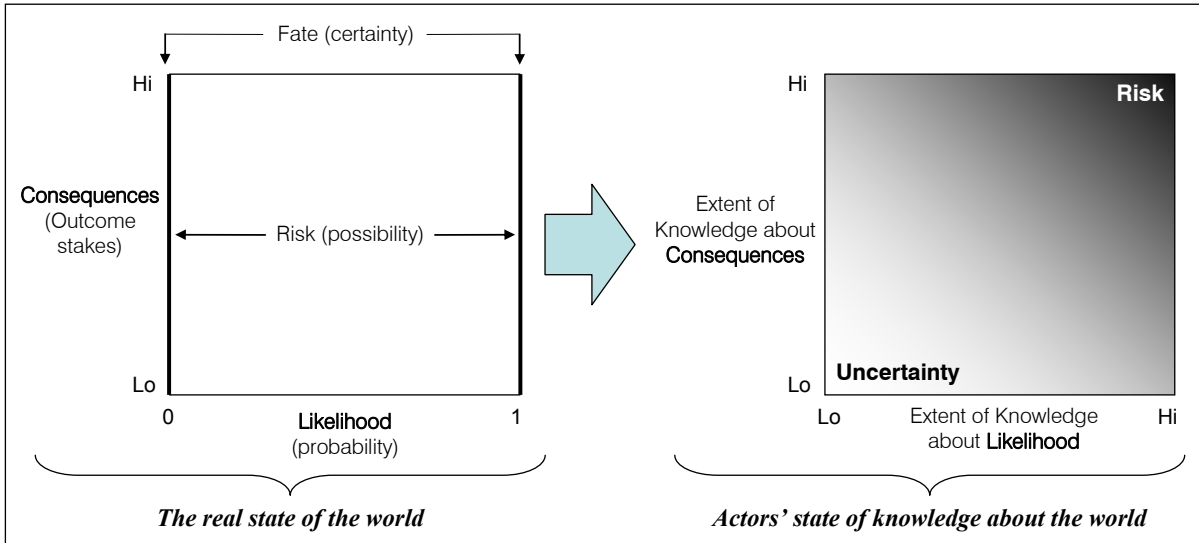 Fate (certainty)
Hi
Consequences
(Outcome
stakes)
Risk (possibility)
Lo
0
1
Likelihood
(probability)
The real state of the world
Hi
Risk
Extent of
Knowledge about
Consequences
Uncertainty
Lo
Lo
Extent of Knowledge
about Likelihood
Hi
Actors' state of knowledge about the world